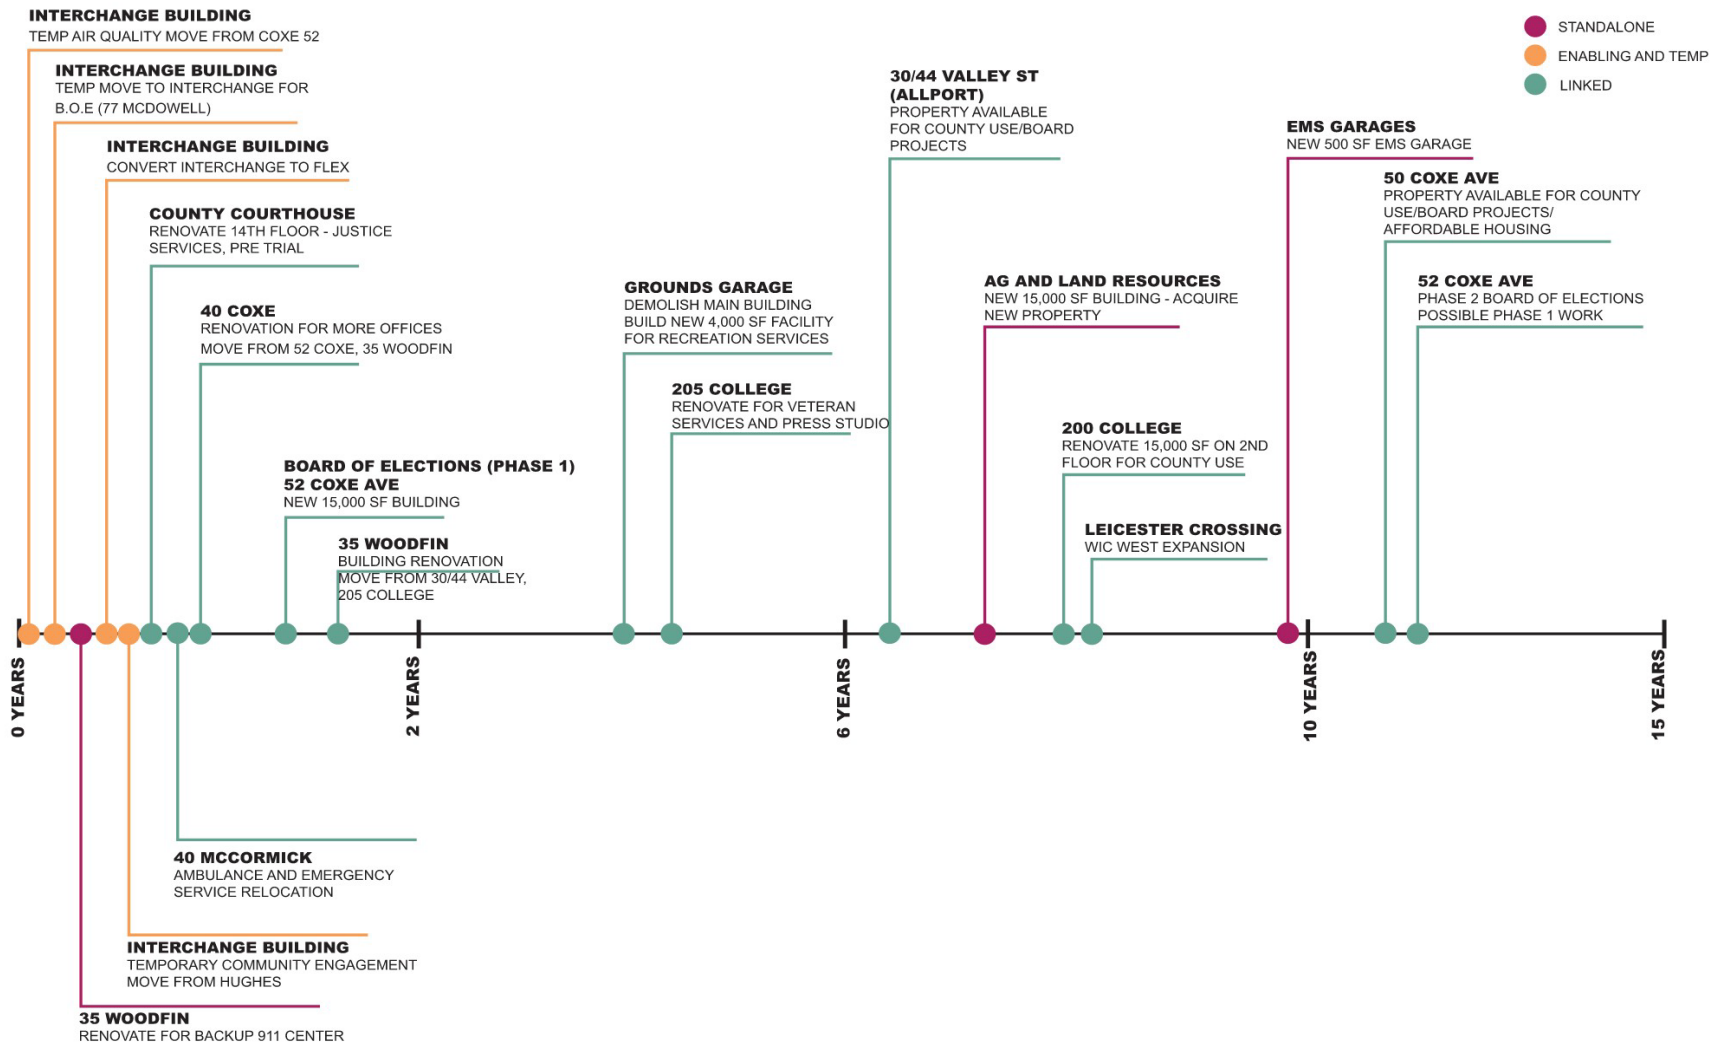 INTERCHANGE BUILDING
TEMP AIR QUALITY MOVE FROM COXE 52
INTERCHANGE BUILDING
TEMP MOVE TO INTERCHANGE FOR
B.O.E (77 MCDOWELL)
INTERCHANGE BUILDING
CONVERT INTERCHANGE TO FLEX
COUNTY COURTHOUSE
RENOVATE 14TH FLOOR - JUSTICE
SERVICES, PRE TRIAL
40 COXE
RENOVATION FOR MORE OFFICES
MOVE FROM 52 COXE, 35 WOODFIN
BOARD OF ELECTIONS (PHASE 1)
52 COXE AVE
NEW 15,000 SF BUILDING
35 WOODFIN
BUILDING RENOVATION
MOVE FROM 30/44 VALLEY,
205 COLLEGE
GROUNDS GARAGE
DEMOLISH MAIN BUILDING
BUILD NEW 4,000 SF FACILITY
FOR RECREATION SERVICES
205 COLLEGE
RENOVATE FOR VETERAN
SERVICES AND PRESS STUDIO
30/44 VALLEY ST
(ALLPORT)
PROPERTY AVAILABLE
FOR COUNTY USE/BOARD
PROJECTS
AG AND LAND RESOURCES
NEW 15,000 SF BUILDING - ACQUIRE
NEW PROPERTY
200 COLLEGE
RENOVATE 15,000 SF ON 2ND
FLOOR FOR COUNTY USE
LEICESTER CROSSING
WIC WEST EXPANSION
EMS GARAGES
NEW 500 SF EMS GARAGE
50 COXE AVE
PROPERTY AVAILABLE FOR COUNTY
USE/BOARD PROJECTS/
AFFORDABLE HOUSING
52 COXE AVE
PHASE 2 BOARD OF ELECTIONS
POSSIBLE PHASE 1 WORK
STANDALONE
ENABLING AND TEMP
LINKED
0 YEARS
2 YEARS
6 YEARS
10 YEARS
15 YEARS
40 MCCORMICK
AMBULANCE AND EMERGENCY
SERVICE RELOCATION
INTERCHANGE BUILDING
TEMPORARY COMMUNITY ENGAGEMENT
MOVE FROM HUGHES
35 WOODFIN
RENOVATE FOR BACKUP 911 CENTER